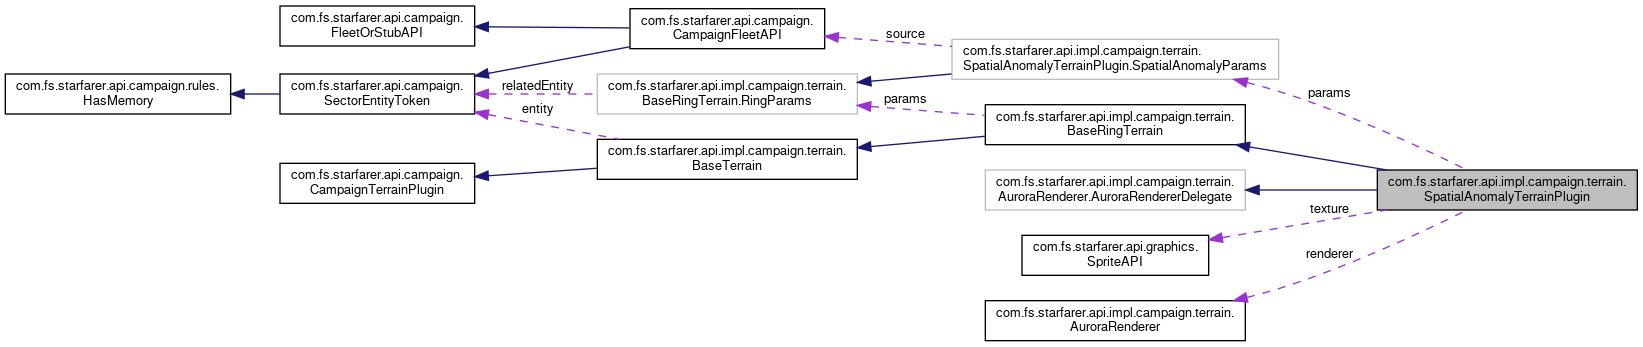 com.fs.starfarer.api.campaign.
FleetOrStubAPI
com.fs.starfarer.api.campaign.
CampaignFleetAPI
source
com.fs.starfarer.api.impl.campaign.terrain.
SpatialAnomalyTerrainPlugin.SpatialAnomalyParams
com.fs.starfarer.api.campaign.rules.
HasMemory
com.fs.starfarer.api.campaign.
SectorEntityToken
relatedEntity
entity
com.fs.starfarer.api.impl.campaign.terrain.
BaseRingTerrain.RingParams
params
params
com.fs.starfarer.api.impl.campaign.terrain.
BaseRingTerrain
com.fs.starfarer.api.impl.campaign.terrain.
BaseTerrain
com.fs.starfarer.api.campaign.
CampaignTerrainPlugin
com.fs.starfarer.api.impl.campaign.terrain.
AuroraRenderer.AuroraRendererDelegate
com.fs.starfarer.api.impl.campaign.terrain.
SpatialAnomalyTerrainPlugin
texture
com.fs.starfarer.api.graphics.
SpriteAPI
renderer
com.fs.starfarer.api.impl.campaign.terrain.
AuroraRenderer